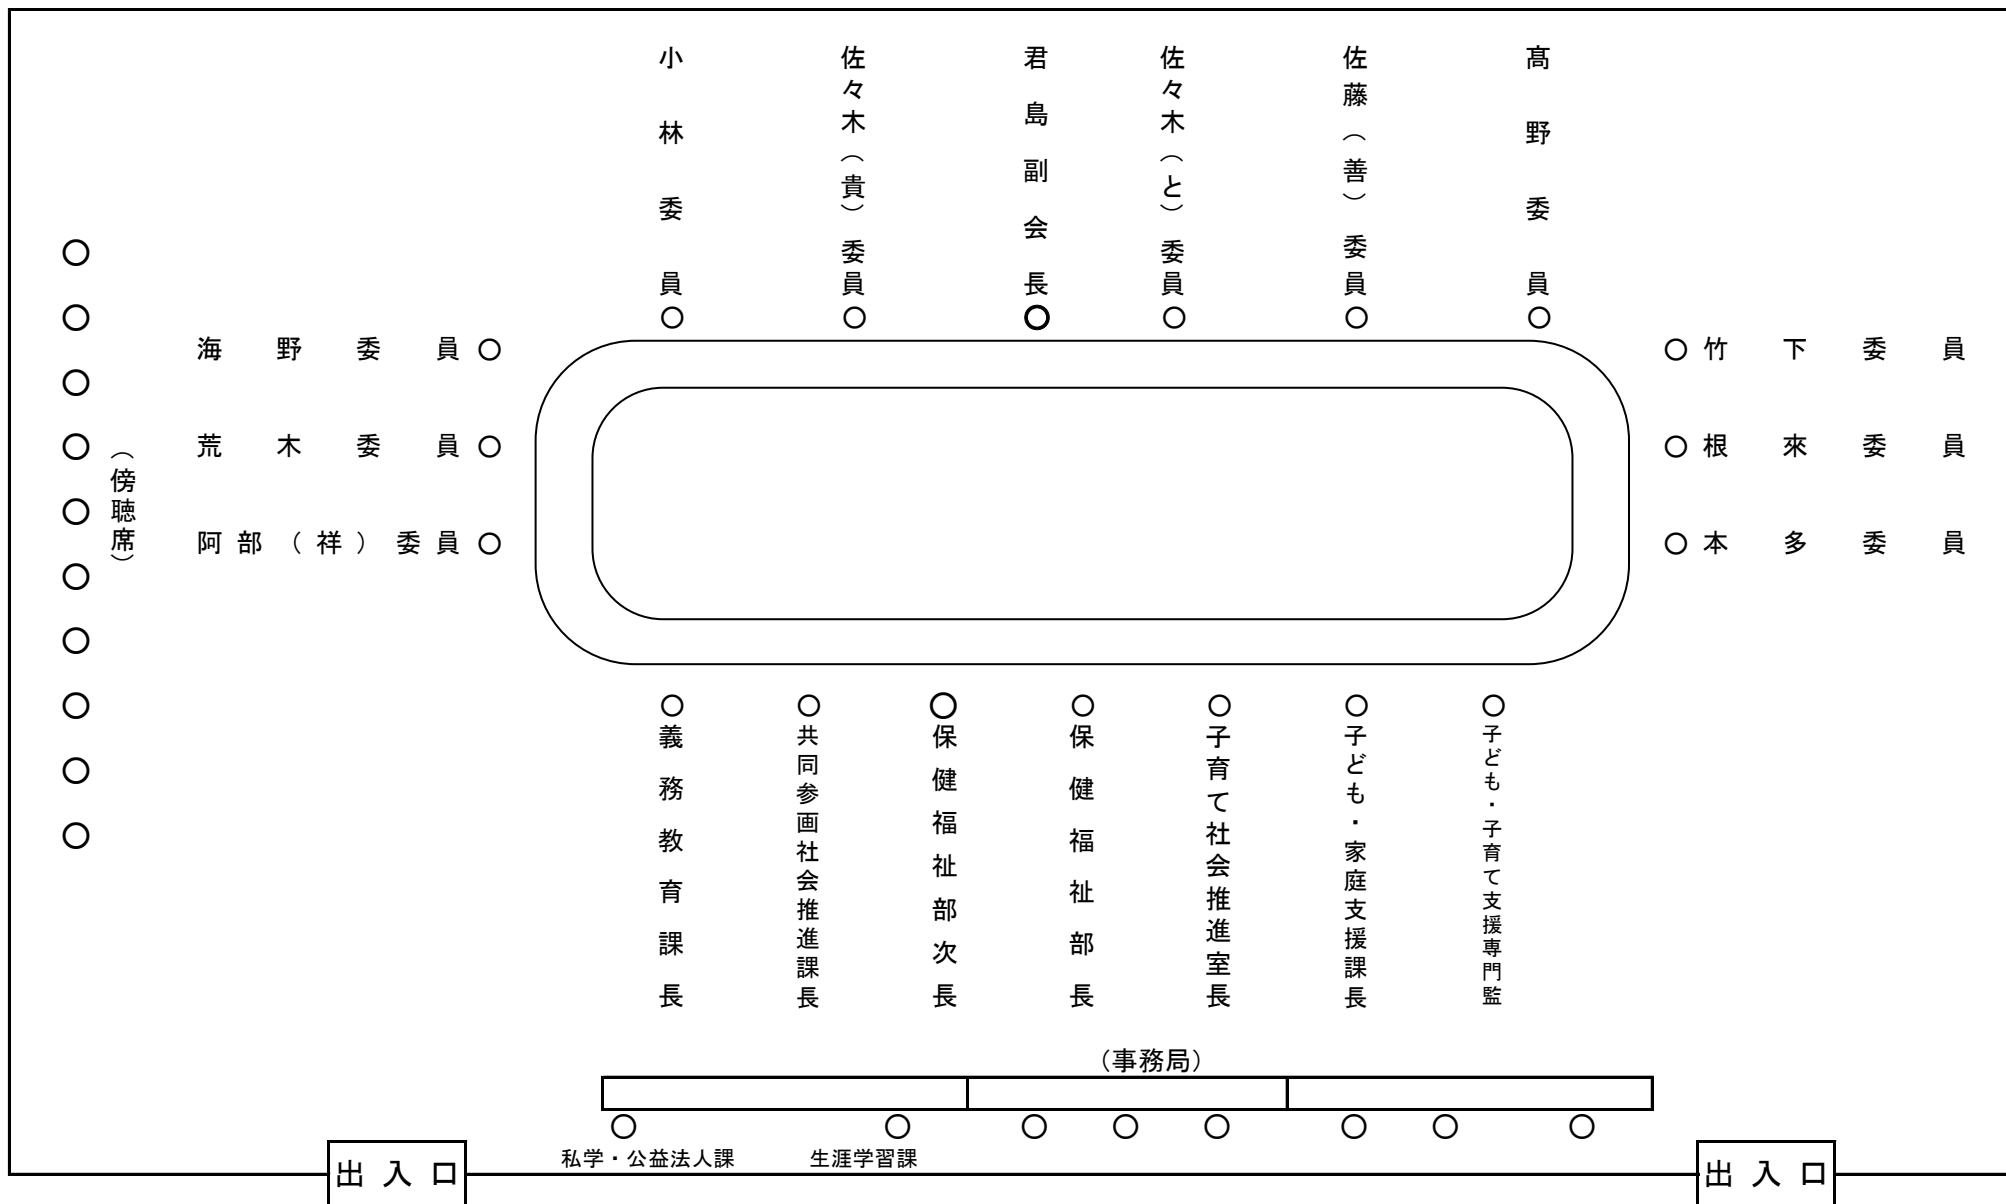 小林委員
佐々木（貴）委員
君島副会長
佐々木（と）委員
佐藤（善）委員
髙野委員
海野委員
荒木委員
阿部（祥）委員
竹下委員
根來委員
本多委員
（傍聴席）
義務教育課長
共同参画社会推進課長
保健福祉部次長
保健福祉部長
子育て社会推進室長
子ども・家庭支援課長
子ども・子育て支援専門監
（事務局）
私学・公益法人課
生涯学習課
出入口
出入口